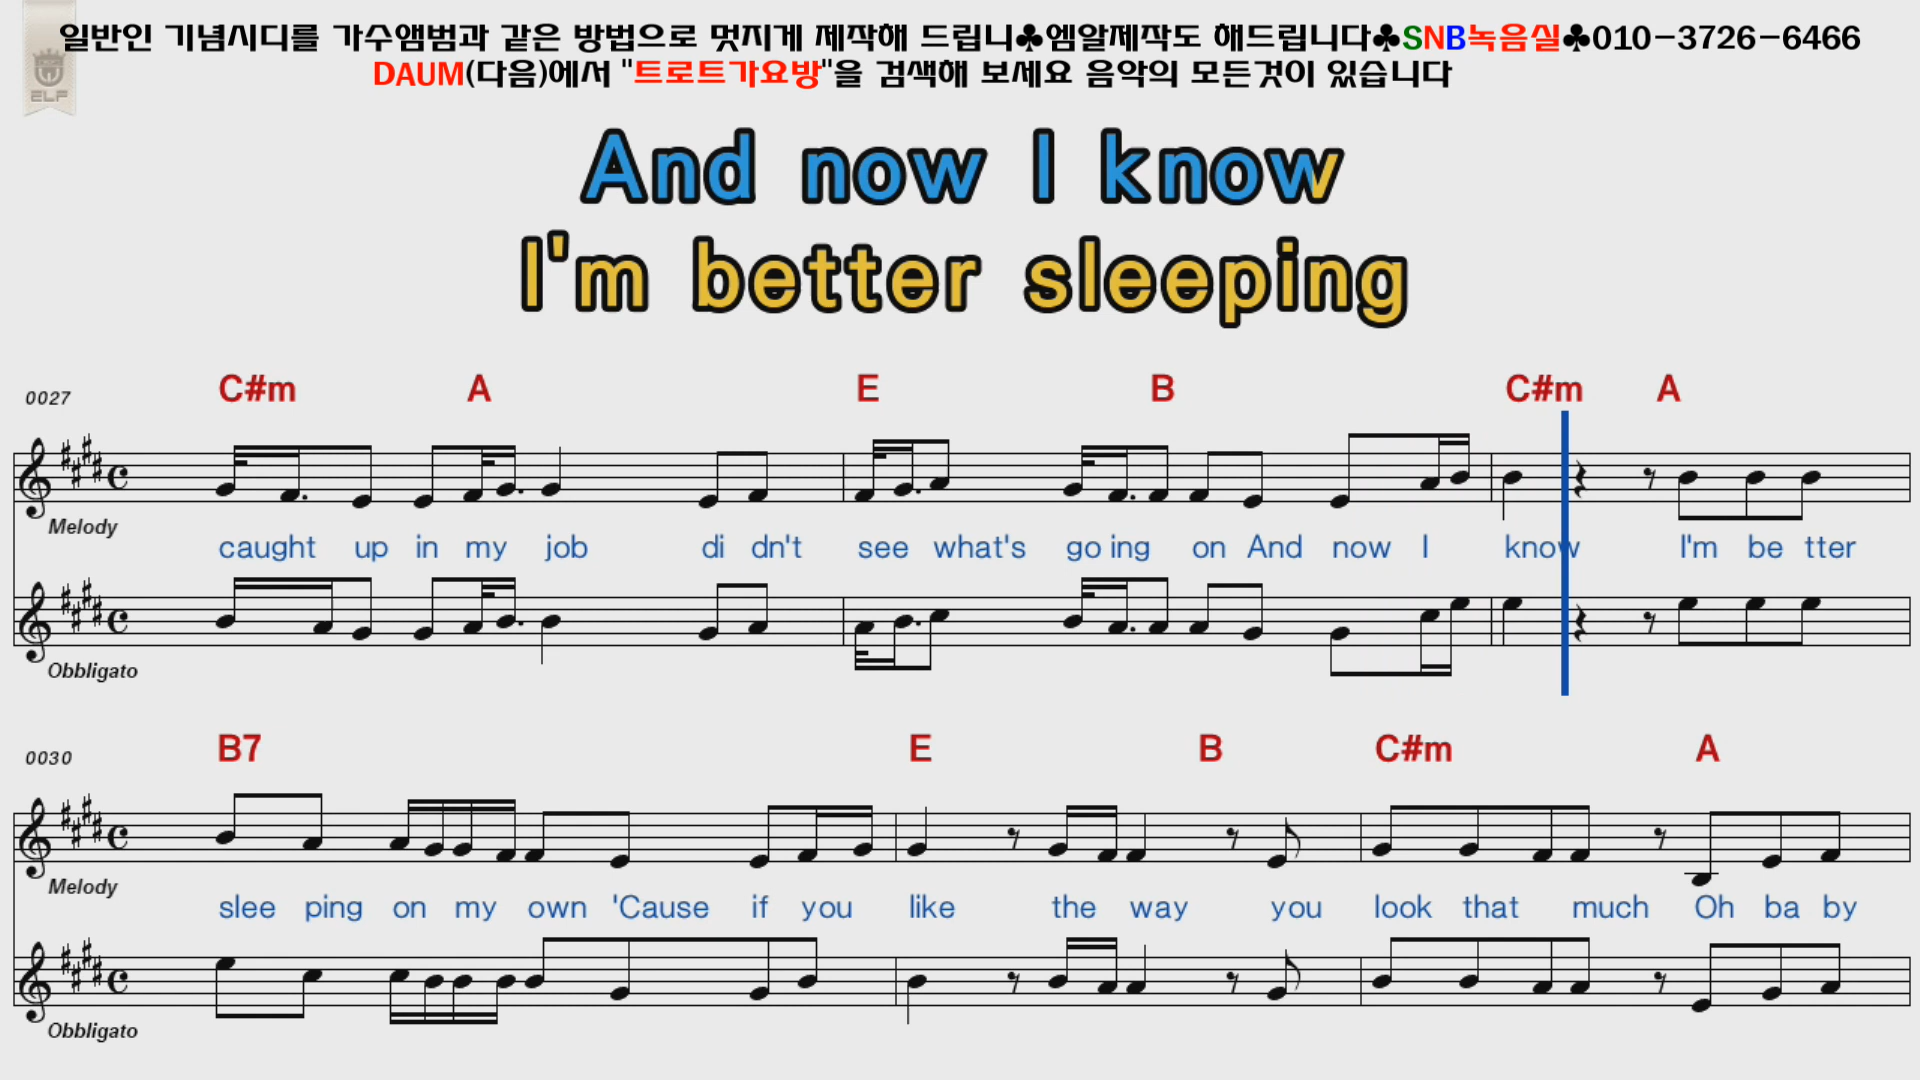 일반인 기념시디를 가수앨범과 같은 방법으로 멋지게 제작해 드립니♣엠알제작도 해드립니다♣SNB녹음실♣010-3726-6466
DAUM(다음)에서 "트로트가요방"을 검색해 보세요 음악의 모든것이 있습니다
ELF
And now I know
I'm better sleeping
0027 C#m A E B C#m A
Melody
caught up in my job di dn't see what's go ing on And now I know I'm be tter
Obbligato
0030 B7 E B C#m A
Melody
slee ping on my own 'Cause if you like the way you look that much Oh ba by
Obbligato